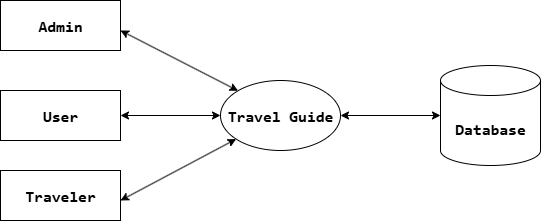 Admin
User
Travel Guide
Database
Traveler